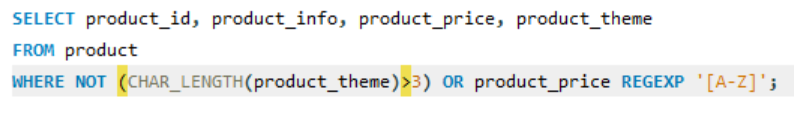 SELECT product_id, product_info, product_price, product_theme
FROM product
WHERE NOT (CHAR_LENGTH(product_theme)>3) OR product_price REGEXP '[A-Z]';